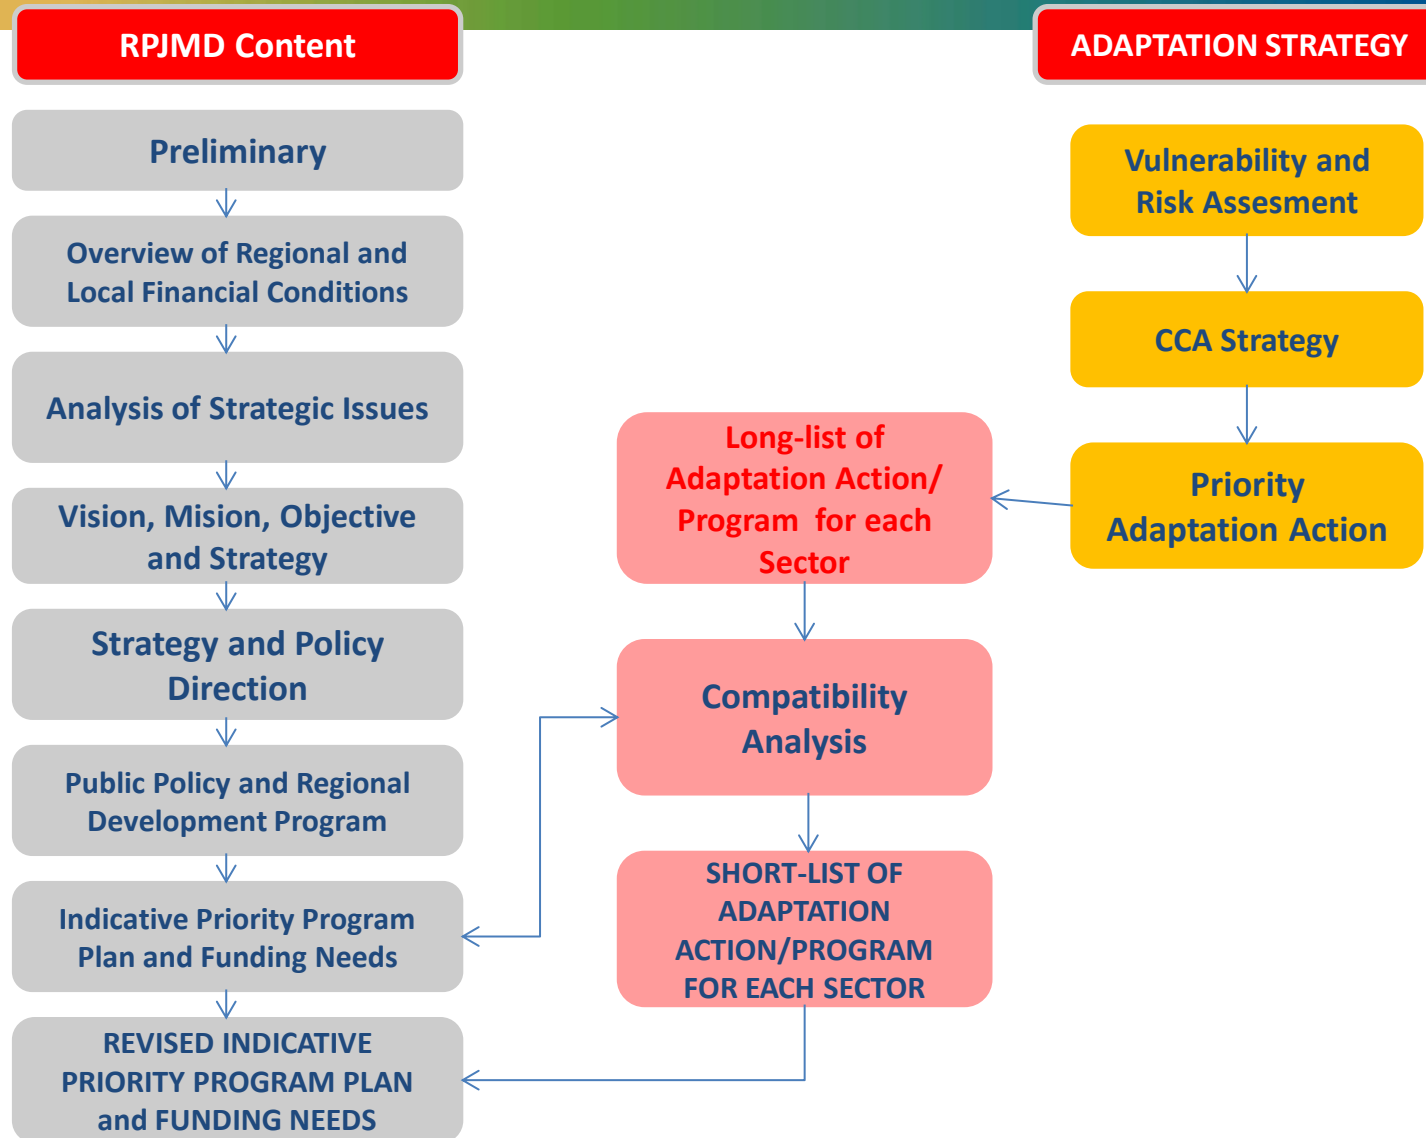 RPJMD Content
Preliminary
Overview of Regional and
Local Financial Conditions
Analysis of Strategic Issues
Vision, Mision, Objective
and Strategy
Strategy and Policy
Direction
Public Policy and Regional
Development Program
Indicative Priority Program
Plan and Funding Needs
REVISED INDICATIVE
PRIORITY PROGRAM PLAN
and FUNDING NEEDS
Long-list of
Adaptation Action/
Program for each
Sector
Compatibility
Analysis
SHORT-LIST OF
ADAPTATION
ACTION/PROGRAM
FOR EACH SECTOR
ADAPTATION STRATEGY
Vulnerability and
Risk Assesment
CCA Strategy
Priority
Adaptation Action